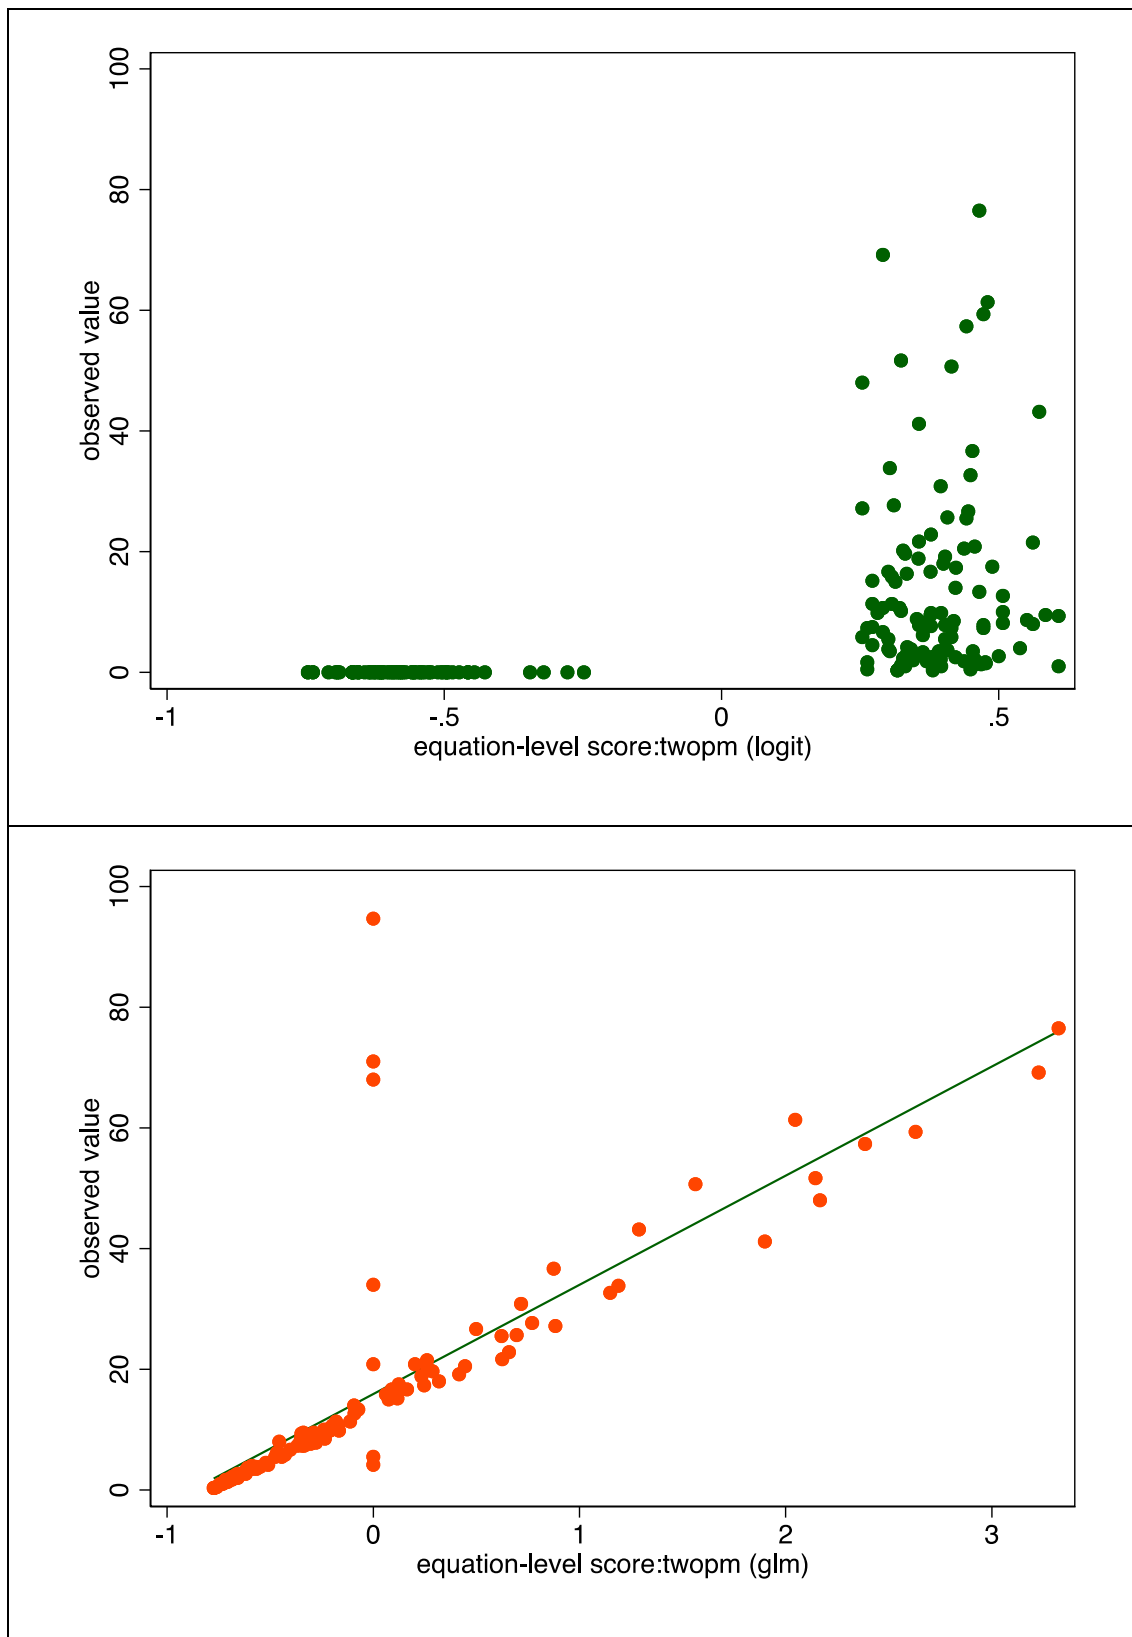 100
80
60
40
20
0
observed value
-1 -.5 0 .5
equation-level score:twopm (logit)
100
80
60
40
20
0
observed value
-1 0 1 2 3
equation-level score:twopm (glm)